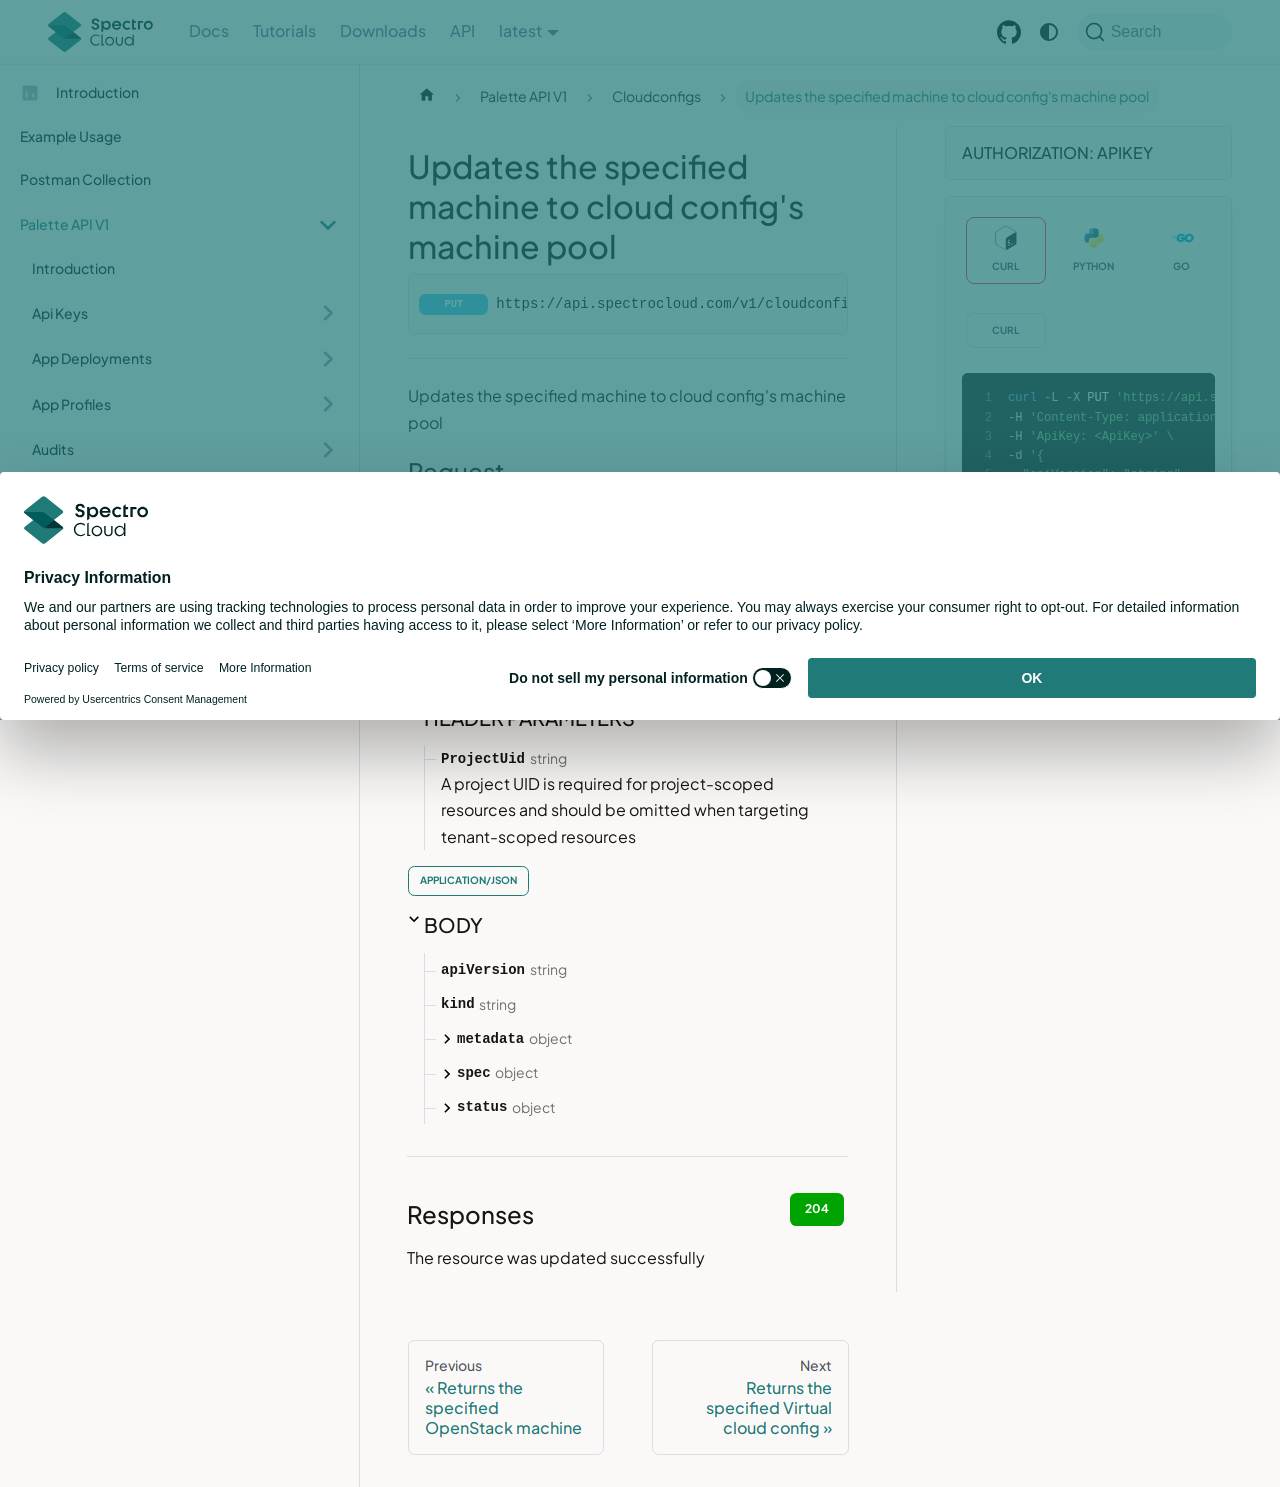 Spectro Cloud
Docs
Tutorials
Downloads
API
latest
Search
Introduction
Example Usage
Postman Collection
Palette API V1
Introduction
Api Keys
App Deployments
App Profiles
Audits
Palette API V1
Cloudconfigs
Updates the specified machine to cloud config's machine pool
Updates the specified
machine to cloud config's
machine pool
PUT
https://api.spectrocloud.com/v1/cloudconfi
Updates the specified machine to cloud config's machine
pool
Request
AUTHORIZATION: APIKEY
CURL
PYTHON
GO
CURL
1 curl -L -X PUT 'https://api.s
2 -H 'Content-Type: application
3 -H 'ApiKey: <ApiKey>' \
4 -d '{
Spectro
Cloud
Privacy Information
We and our partners are using tracking technologies to process personal data in order to improve your experience. You may always exercise your consumer right to opt-out. For detailed information
about personal information we collect and third parties having access to it, please select ‘More Information’ or refer to our privacy policy.
Privacy policy
Terms of service
More Information
Powered by Usercentrics Consent Management
Do not sell my personal information
OK
HEADER PARAMETERS
ProjectUid string
A project UID is required for project-scoped
resources and should be omitted when targeting
tenant-scoped resources
APPLICATION/JSON
BODY
apiVersion string
kind string
metadata object
spec object
status object
Responses
204
The resource was updated successfully
Previous
« Returns the
specified
OpenStack machine
Next
Returns the
specified Virtual
cloud config »